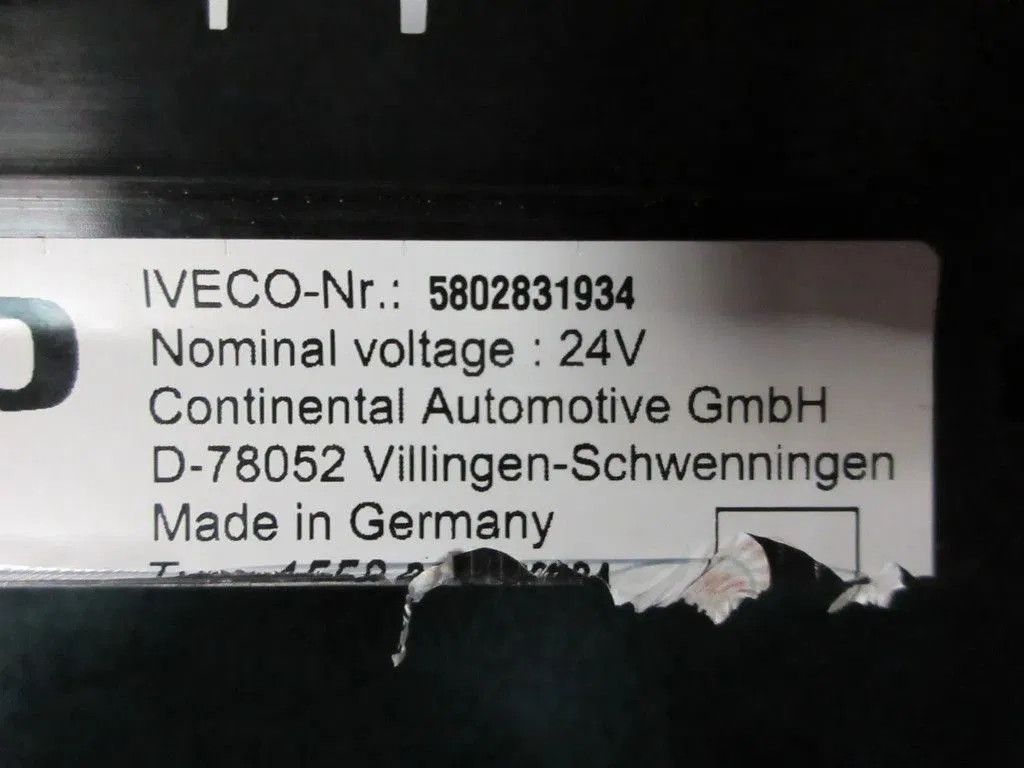 IVECO-Nr.: 5802831934
Nominal voltage : 24V
Continental Automotive GmbH
D-78052 Villingen-Schwenningen
Made in Germany